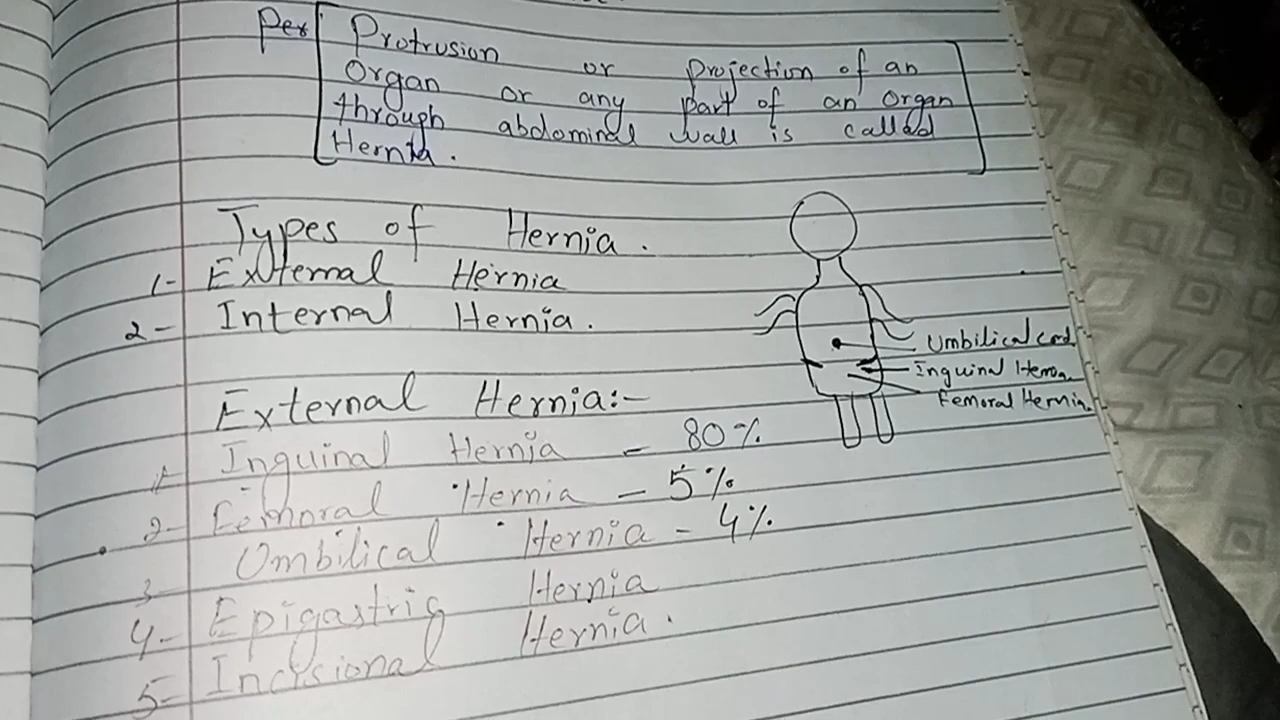 Per Protrusion or projection of an
Organ or any part of an Organ
through abdominal wall is called
Hernia.
Types of Hernia.
1- External Hernia
2- Internal Hernia.
Umbilical cord
Inguinal Hernia
Femoral Hernia
External Hernia:-
1- Inguinal Hernia - 80%
2- Femoral Hernia - 5%
3- Umbilical Hernia - 4%
4- Epigastric Hernia
5- Incisional Hernia.